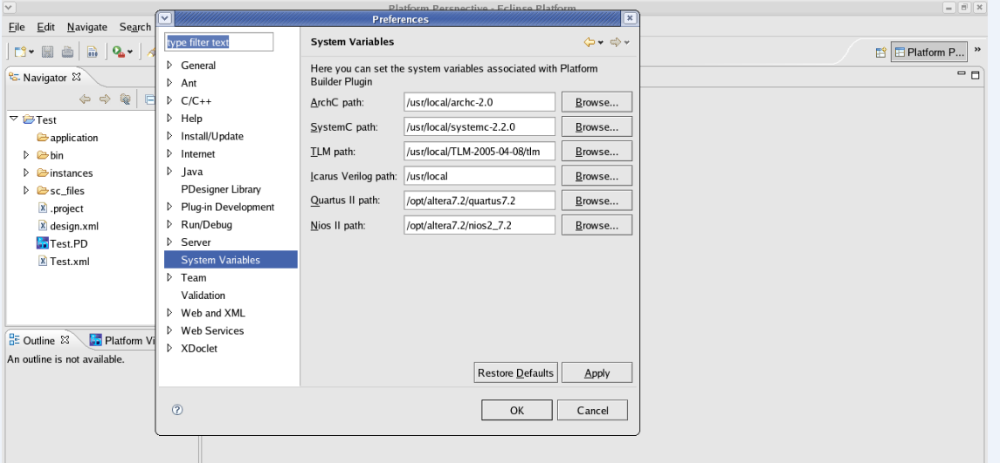 Platform Perspective - Eclipse Platform
Preferences
File Edit Navigate Search
Platform P...
»
Navigator
Test
application
bin
instances
sc_files
.project
design.xml
Test.PD
Test.xml
Outline Platform Vi
An outline is not available.
type filter text
General
Ant
C/C++
Help
Install/Update
Internet
Java
PDesigner Library
Plug-in Development
Run/Debug
Server
System Variables
Team
Validation
Web and XML
Web Services
XDoclet
System Variables
Here you can set the system variables associated with Platform
Builder Plugin
ArchC path: /usr/local/archc-2.0 Browse...
SystemC path: /usr/local/systemc-2.2.0 Browse...
TLM path: /usr/local/TLM-2005-04-08/tlm Browse...
Icarus Verilog path: /usr/local Browse...
Quartus II path: /opt/altera7.2/quartus7.2 Browse...
Nios II path: /opt/altera7.2/nios2_7.2 Browse...
Restore Defaults Apply
? OK Cancel